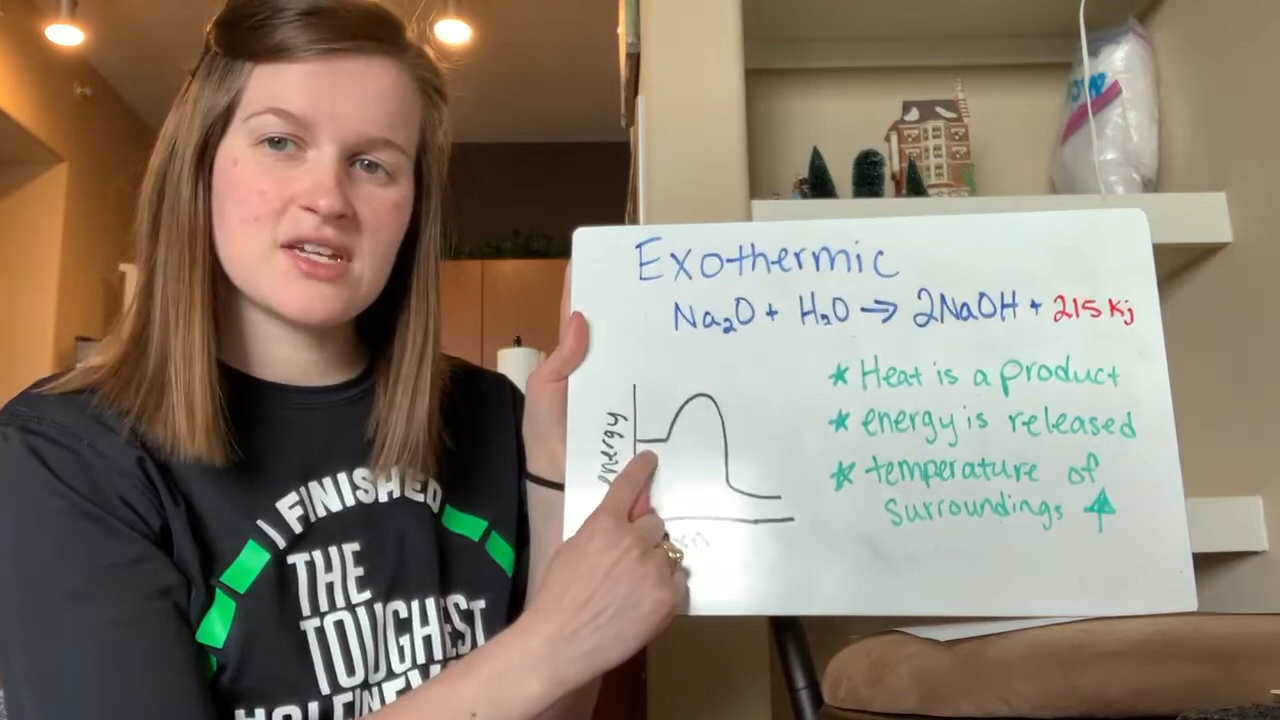 Exothermic
Na₂O + H₂O → 2NaOH + 215 Kj
* Heat is a product
* energy is released
* temperature of
surroundings ↑
energy
I FINISHED
THE
TOUGHEST